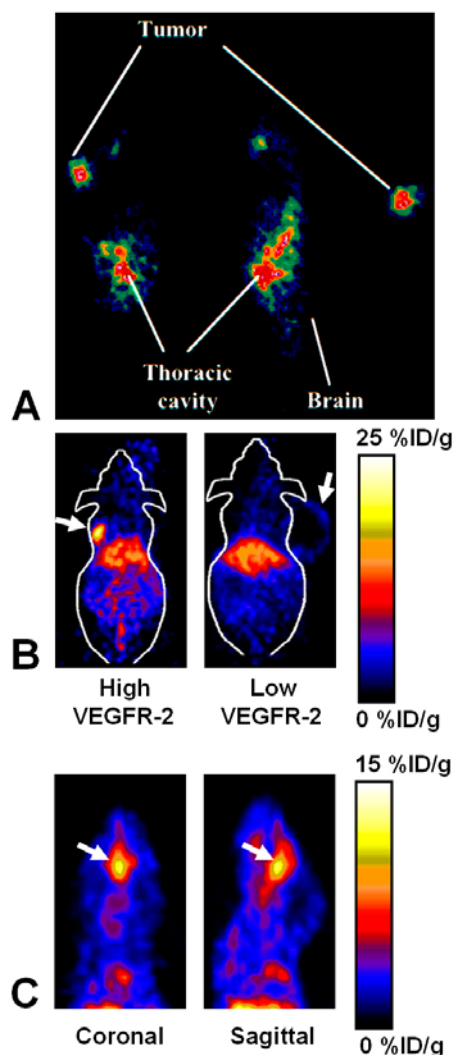 Tumor
Thoracic
cavity
Brain
A
25 %ID/g
B
High
VEGFR-2
Low
VEGFR-2
0 %ID/g
15 %ID/g
C
Coronal
Sagittal
0 %ID/g